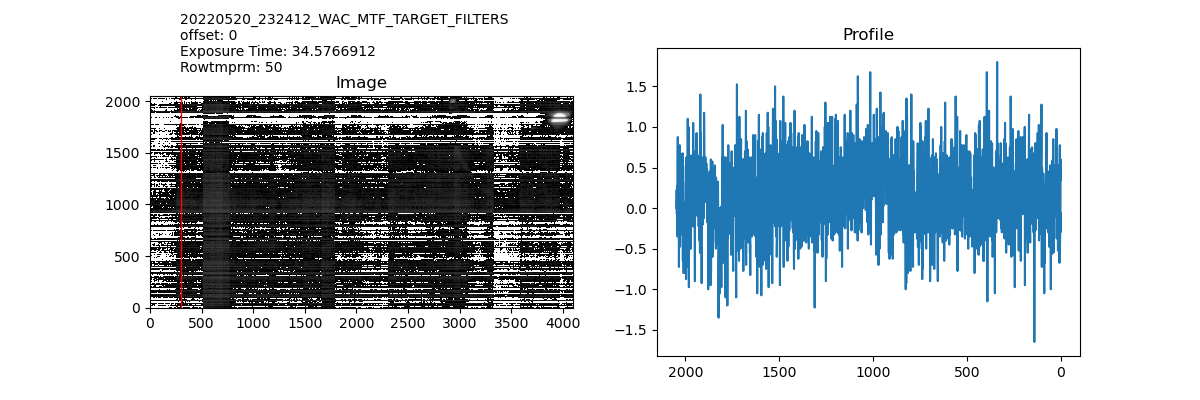 20220520_232412_WAC_MTF_TARGET_FILTERS
offset: 0
Exposure Time: 34.5766912
Rowtmprm: 50
Image
2000
1500
1000
500
0
0 500 1000 1500 2000 2500 3000 3500 4000
Profile
1.5
1.0
0.5
0.0
−0.5
−1.0
−1.5
2000 1500 1000 500 0